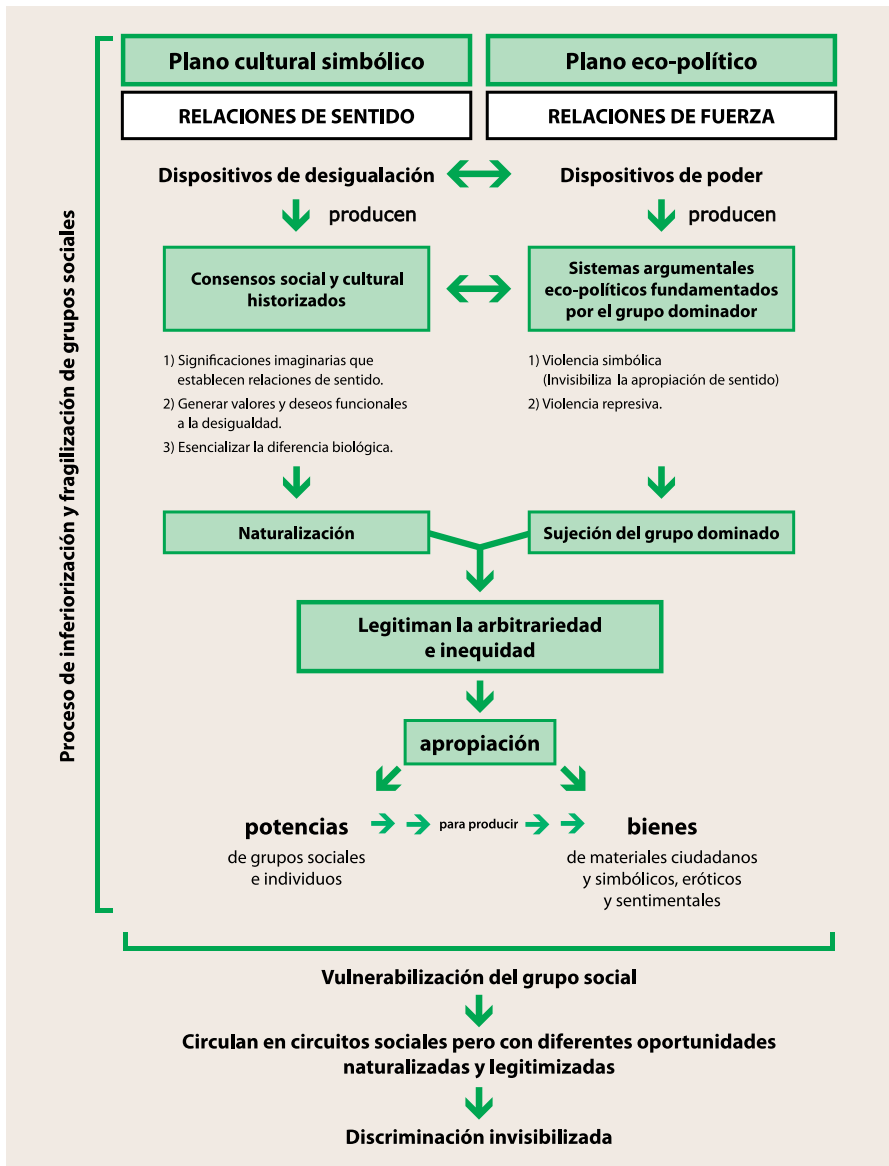 Proceso de inferiorización y fragilización de grupos sociales
Plano cultural simbólico
Plano eco-político
RELACIONES DE SENTIDO
RELACIONES DE FUERZA
Dispositivos de desigualación
Dispositivos de poder
producen
producen
Consensos social y cultural
historizados
Sistemas argumentales
eco-políticos fundamentados
por el grupo dominador
1) Significaciones imaginarias que
establecen relaciones de sentido.
2) Generar valores y deseos funcionales
a la desigualdad.
3) Esencializar la diferencia biológica.
1) Violencia simbólica
(Invisibiliza la apropiación de sentido)
2) Violencia represiva.
Naturalización
Sujeción del grupo dominado
Legitiman la arbitrariedad
e inequidad
apropiación
potencias
para producir
bienes
de grupos sociales
e individuos
de materiales ciudadanos
y simbólicos, eróticos
y sentimentales
Vulnerabilización del grupo social
Circulan en circuitos sociales pero con diferentes oportunidades
naturalizadas y legitimizadas
Discriminación invisibilizada